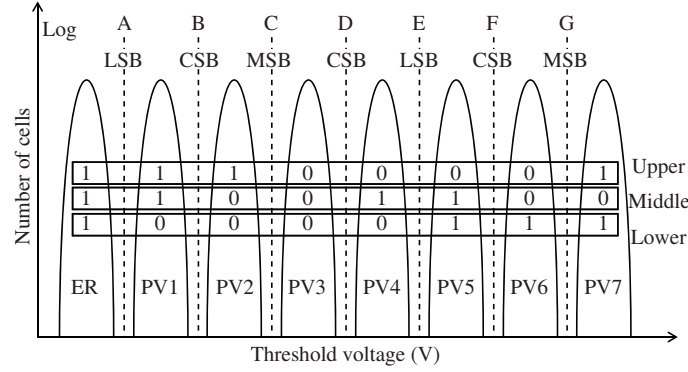 Log A B C D E F G
LSB CSB MSB CSB LSB CSB MSB
Number of cells
1 1 1 0 0 0 0 1 Upper
1 1 0 0 1 1 0 0 Middle
1 0 0 0 0 1 1 1 Lower
ER PV1 PV2 PV3 PV4 PV5 PV6 PV7
Threshold voltage (V)